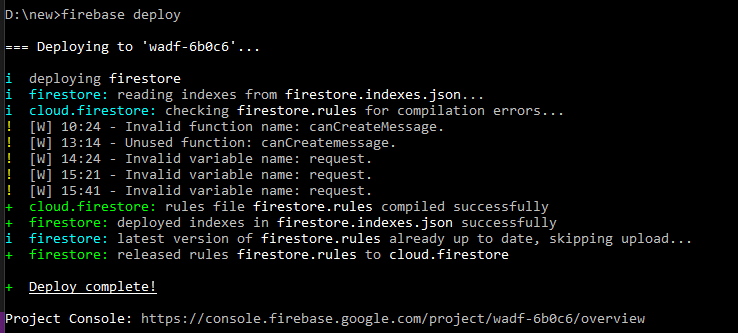 D:\new>firebase deploy
=== Deploying to 'wadf-6b0c6'...
i  deploying firestore
i  firestore: reading indexes from firestore.indexes.json...
i  cloud.firestore: checking firestore.rules for compilation errors...
!  [W] 10:24 - Invalid function name: canCreateMessage.
!  [W] 13:14 - Unused function: canCreatemessage.
!  [W] 14:24 - Invalid variable name: request.
!  [W] 15:21 - Invalid variable name: request.
!  [W] 15:41 - Invalid variable name: request.
+  cloud.firestore: rules file firestore.rules compiled successfully
+  firestore: deployed indexes in firestore.indexes.json successfully
i  firestore: latest version of firestore.rules already up to date, skipping upload...
+  firestore: released rules firestore.rules to cloud.firestore
+  Deploy complete!
Project Console: https://console.firebase.google.com/project/wadf-6b0c6/overview